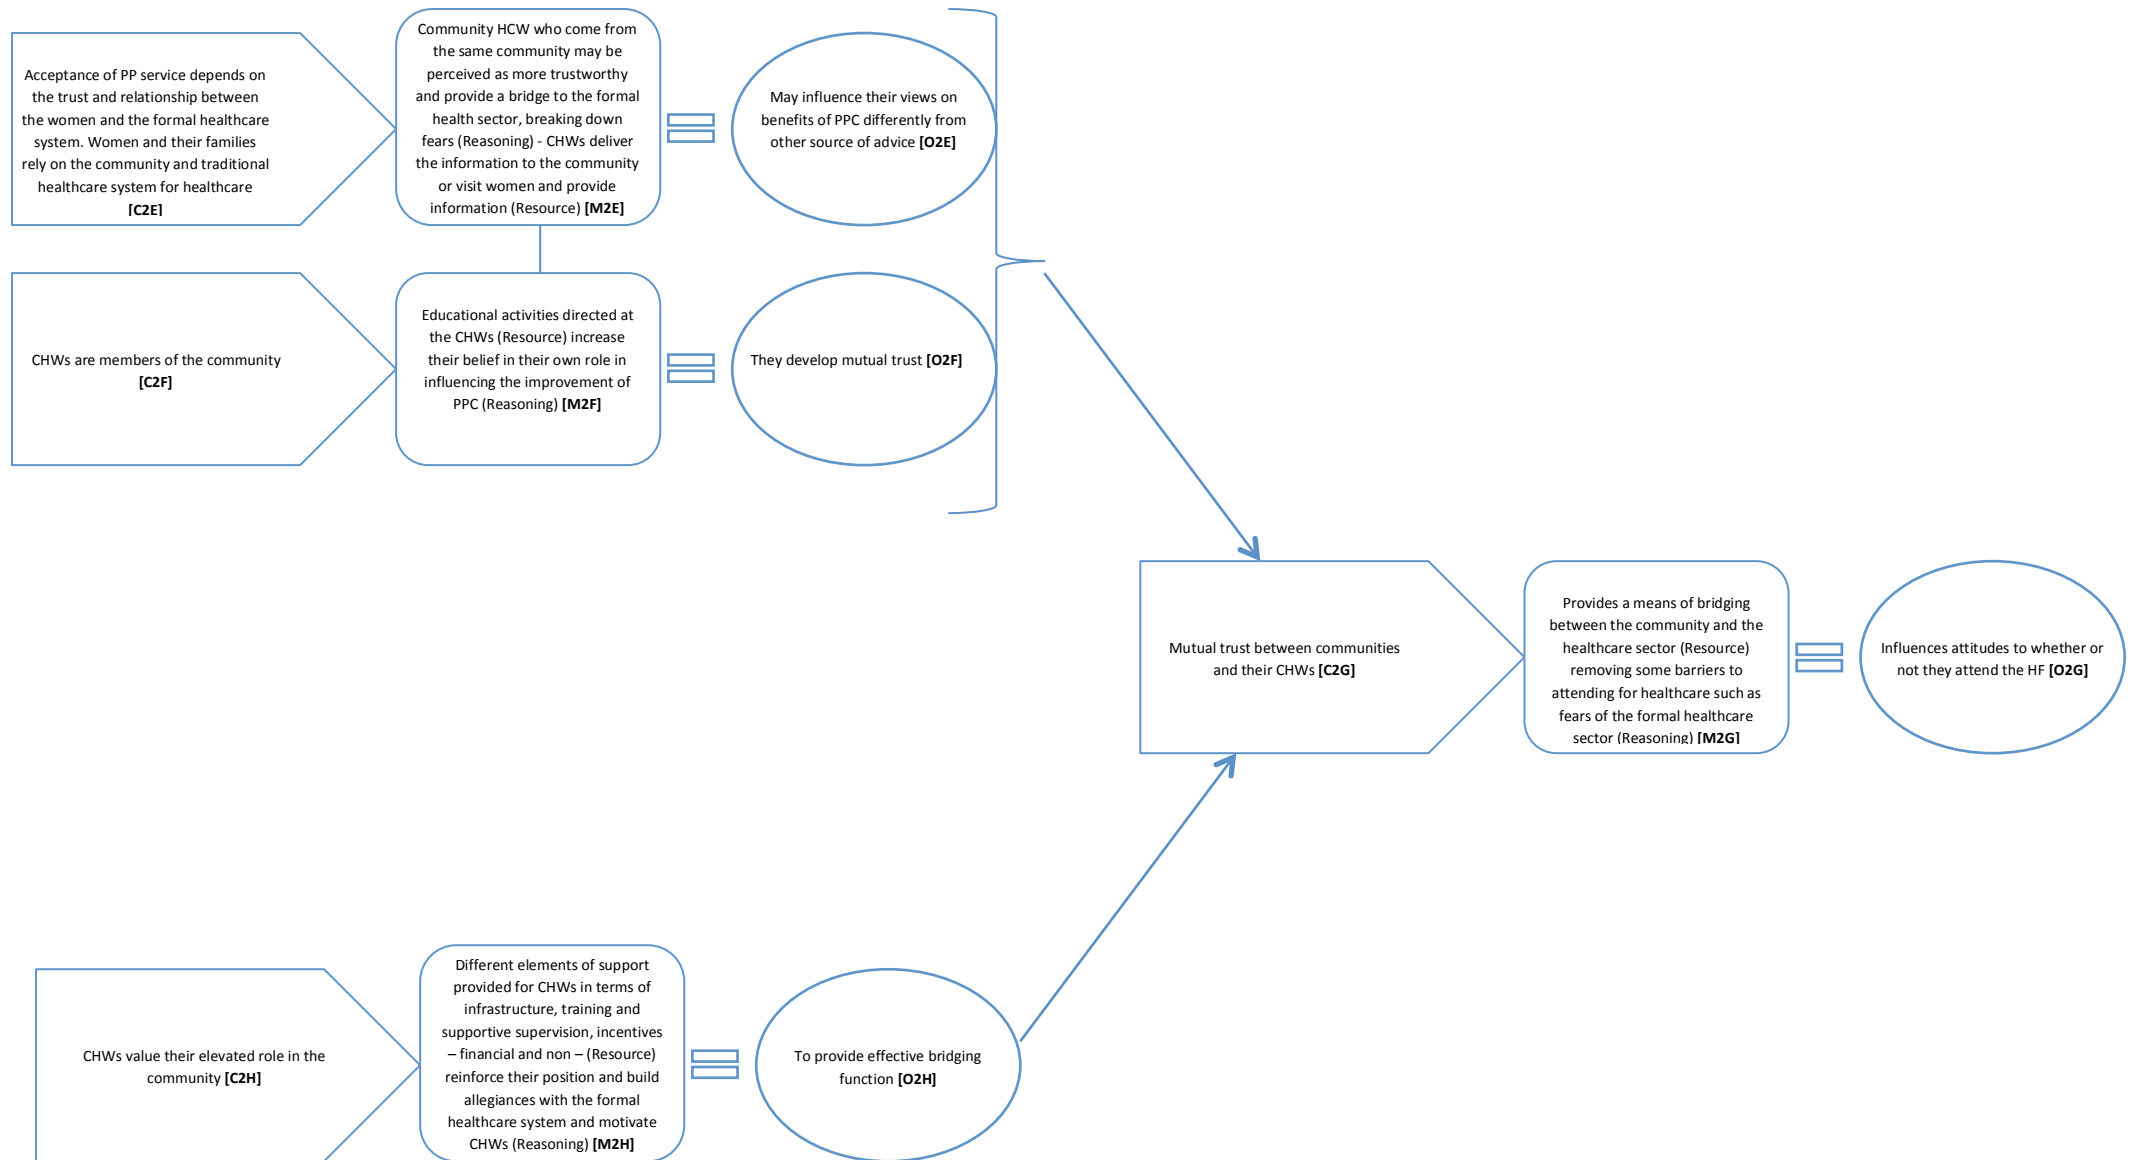 Acceptance of PP service depends on
the trust and relationship between
the women and the formal healthcare
system. Women and their families
rely on the community and traditional
healthcare system for healthcare
[C2E]
Community HCW who come from
the same community may be
perceived as more trustworthy
and provide a bridge to the formal
health sector, breaking down
fears (Reasoning) - CHWs deliver
the information to the community
or visit women and provide
information (Resource) [M2E]
May influence their views on
benefits of PPC differently from
other source of advice [O2E]
CHWs are members of the community
[C2F]
Educational activities directed at
the CHWs (Resource) increase
their belief in their own role in
influencing the improvement of
PPC (Reasoning) [M2F]
They develop mutual trust [O2F]
Mutual trust between communities
and their CHWs [C2G]
Provides a means of bridging
between the community and the
healthcare sector (Resource)
removing some barriers to
attending for healthcare such as
fears of the formal healthcare
sector (Reasoning) [M2G]
Influences attitudes to whether or
not they attend the HF [O2G]
CHWs value their elevated role in the
community [C2H]
Different elements of support
provided for CHWs in terms of
infrastructure, training and
supportive supervision, incentives
– financial and non – (Resource)
reinforce their position and build
allegiances with the formal
healthcare system and motivate
CHWs (Reasoning) [M2H]
To provide effective bridging
function [O2H]